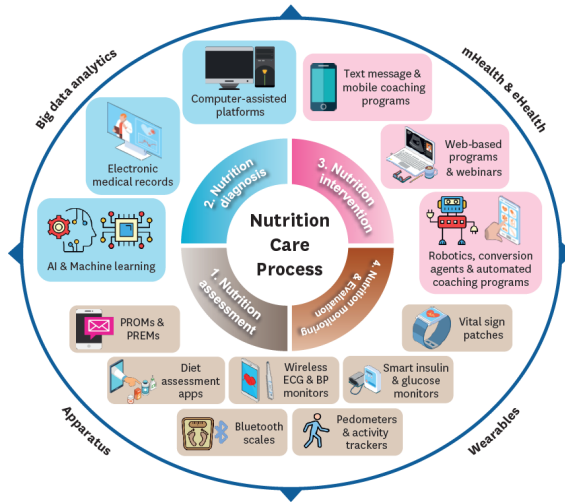 Big data analytics
mHealth & eHealth
Computer-assisted
platforms
Text message &
mobile coaching
programs
Electronic
medical records
Web-based
programs
& webinars
AI & Machine learning
Robotics, conversion
agents & automated
coaching programs
2. Nutrition
diagnosis
3. Nutrition
intervention
Nutrition
Care
Process
1. Nutrition
assessment
4. Nutrition monitoring
& Evaluation
PROMs &
PREMs
Vital sign
patches
Diet
assessment
apps
Wireless
ECG & BP
monitors
Smart insulin
& glucose
monitors
Bluetooth
scales
Pedometers
& activity
trackers
Apparatus
Wearables